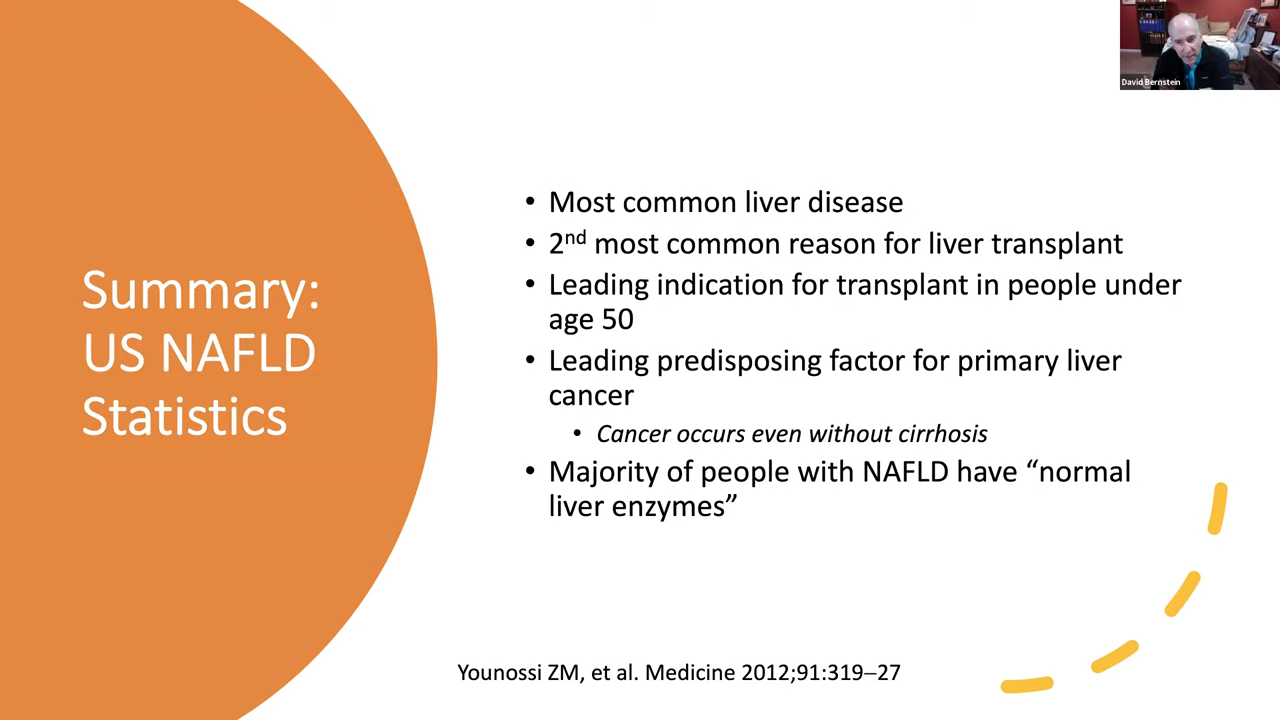 David Bernstein
Summary:
US NAFLD
Statistics
• Most common liver disease
• 2nd most common reason for liver transplant
• Leading indication for transplant in people under
age 50
• Leading predisposing factor for primary liver
cancer
• Cancer occurs even without cirrhosis
• Majority of people with NAFLD have “normal
liver enzymes”
Younossi ZM, et al. Medicine 2012;91:319–27